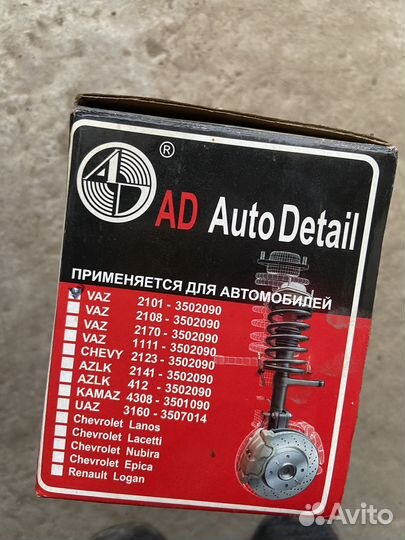 AD
®
AD Auto Detail
ПРИМЕНЯЕТСЯ ДЛЯ АВТОМОБИЛЕЙ
VAZ 2101 - 3502090
VAZ 2108 - 3502090
VAZ 2170 - 3502090
VAZ 1111 - 3502090
CHEVY 2123 - 3502090
AZLK 2141 - 3502090
AZLK 412 - 3502090
KAMAZ 4308 - 3501090
UAZ 3160 - 3507014
Chevrolet Lanos
Chevrolet Lacetti
Chevrolet Nubira
Chevrolet Epica
Renault Logan
Avito